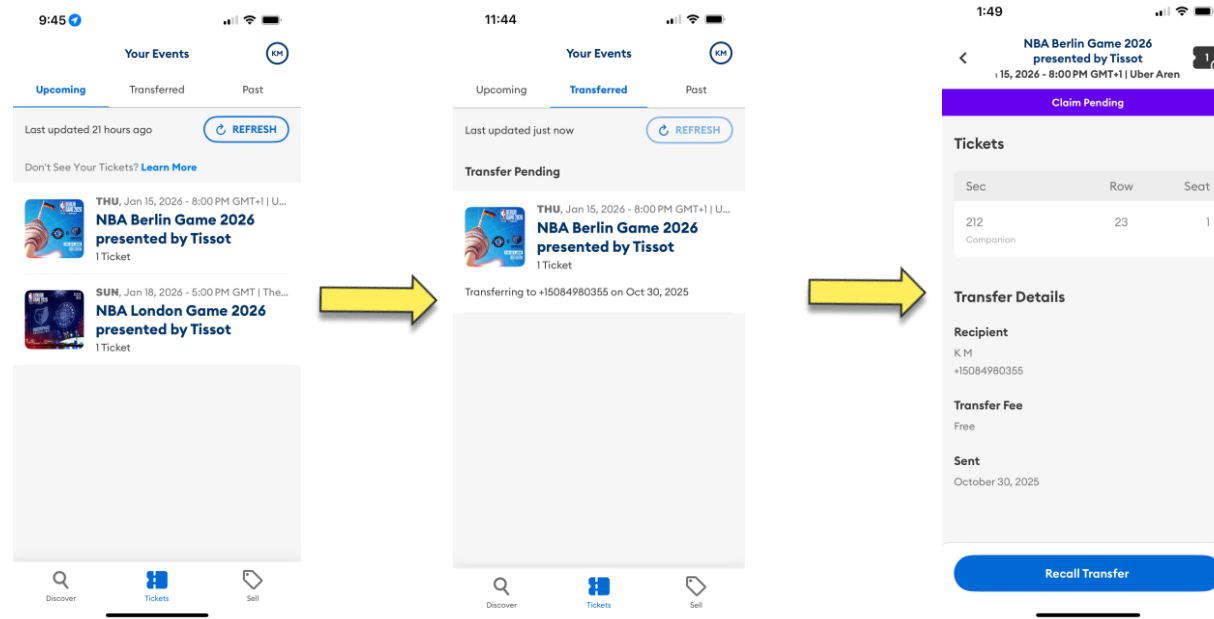 9:45
Your Events
KM
Upcoming
Transferred
Past
Last updated 21 hours ago
REFRESH
Don't See Your Tickets? Learn More
THU, Jan 15, 2026 - 8:00 PM GMT+1 | U...
NBA Berlin Game 2026
presented by Tissot
1 Ticket
SUN, Jan 18, 2026 - 5:00 PM GMT | The...
NBA London Game 2026
presented by Tissot
1 Ticket
Discover
Tickets
Sell
11:44
Your Events
KM
Upcoming
Transferred
Past
Last updated just now
REFRESH
Transfer Pending
THU, Jan 15, 2026 - 8:00 PM GMT+1 | U...
NBA Berlin Game 2026
presented by Tissot
1 Ticket
Transferring to +15084980355 on Oct 30, 2025
Discover
Tickets
Sell
1:49
NBA Berlin Game 2026
presented by Tissot
15, 2026 - 8:00 PM GMT+1 | Uber Aren
1
Claim Pending
Tickets
Sec
Row
Seat
212
23
1
Companion
Transfer Details
Recipient
K M
+15084980355
Transfer Fee
Free
Sent
October 30, 2025
Recall Transfer